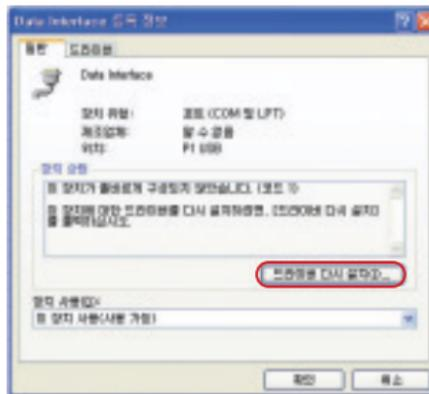 Data Interface 등록 정보
일반
드라이버
Data Interface
장치 유형: 포트 (COM 및 LPT)
제조업체: 알 수 없음
위치: P1 USB
장치 상태
이 장치가 올바르게 구성되지 않았습니다. (코드 1)
이 장치에 대한 드라이버를 다시 설치하려면, [드라이버 다시 설치]
를 클릭하십시오.
드라이버 다시 설치(I)...
장치 사용(D):
이 장치 사용(사용 가능)
확인
취소